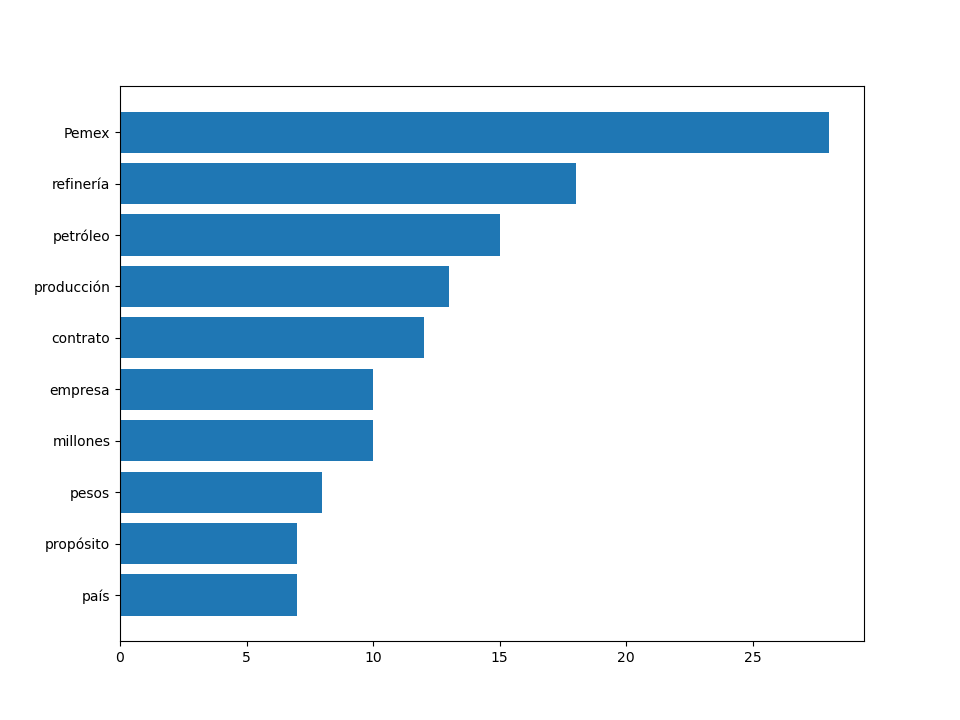 Pemex
refinería
petróleo
producción
contrato
empresa
millones
pesos
propósito
país
0 5 10 15 20 25